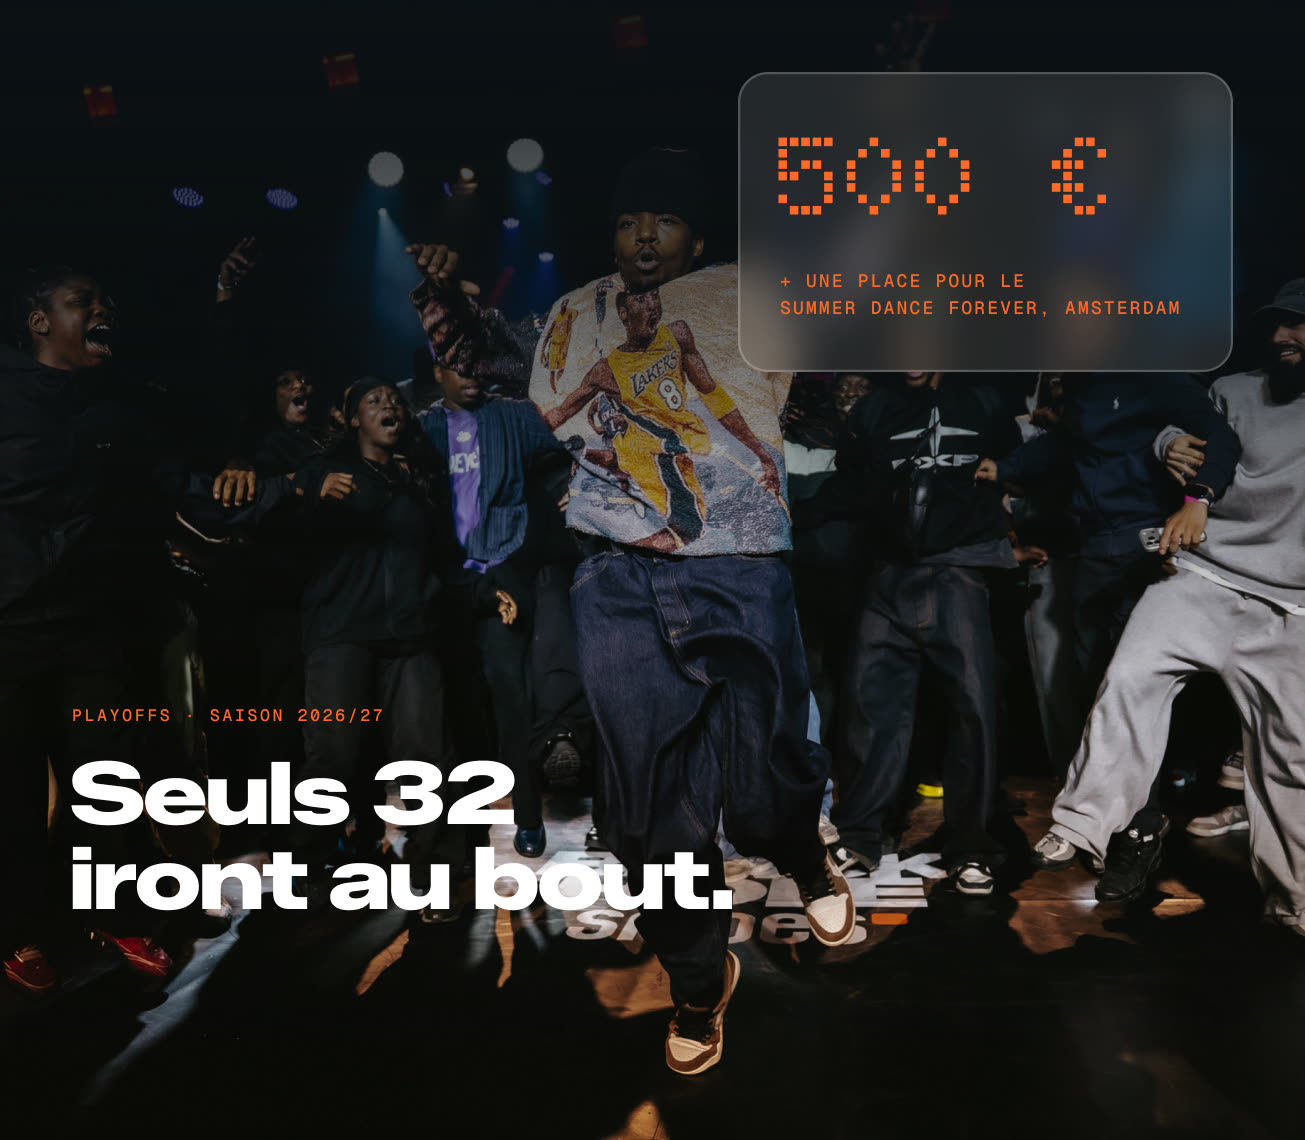 500 €
+ UNE PLACE POUR LE
SUMMER DANCE FOREVER, AMSTERDAM
LAKERS
8
PLAYOFFS · SAISON 2026/27
Seuls 32
iront au bout.